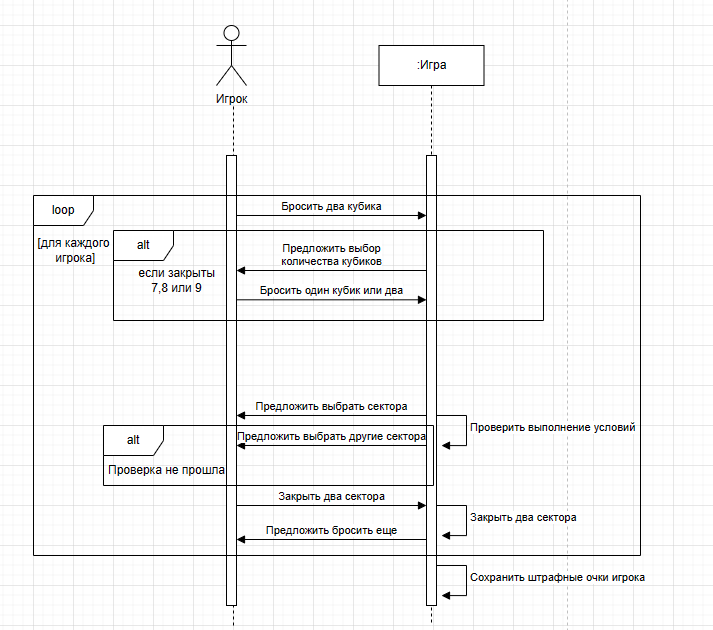 Игрок
:Игра
loop
Бросить два кубика
[для каждого
игрока]
alt
Предложить выбор
количества кубиков
если закрыты
7,8 или 9
Бросить один кубик или два
Предложить выбрать сектора
Проверить выполнение условий
alt
Предложить выбрать другие сектора
Проверка не прошла
Закрыть два сектора
Закрыть два сектора
Предложить бросить еще
Сохранить штрафные очки игрока